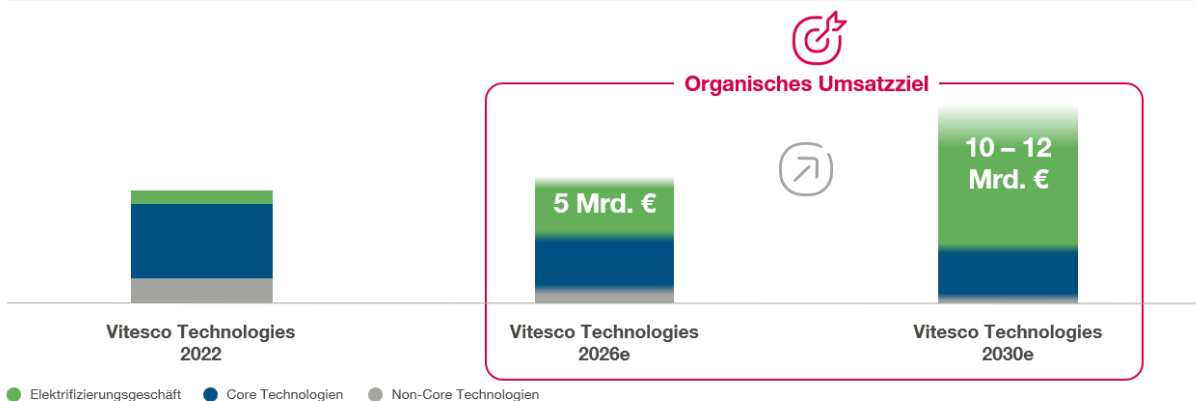 Organisches Umsatzziel
5 Mrd. €
10 – 12
Mrd. €
Vitesco Technologies
2022
Vitesco Technologies
2026e
Vitesco Technologies
2030e
Elektrifizierungsgeschäft
Core Technologien
Non-Core Technologien